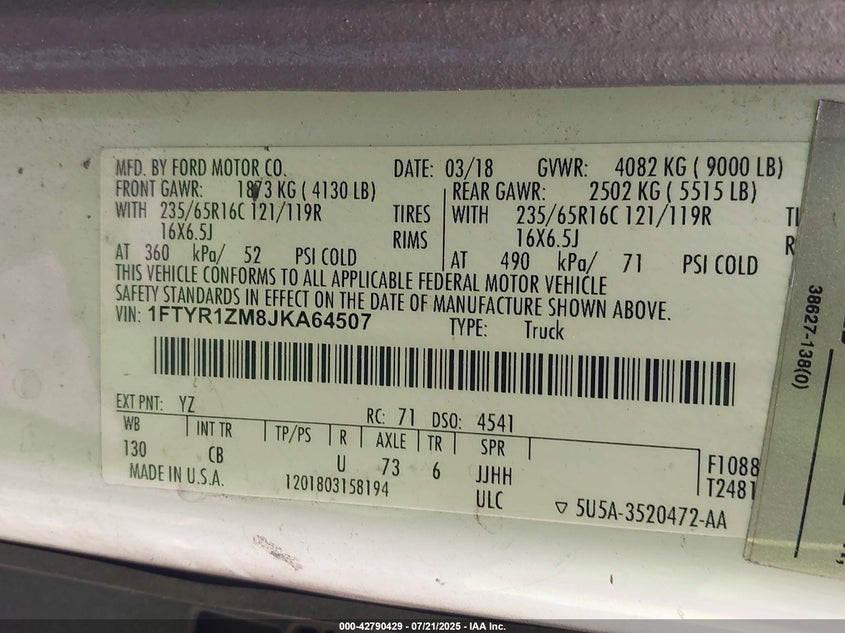 MFD. BY FORD MOTOR CO. DATE: 03/18 GVWR: 4082 KG ( 9000 LB)
FRONT GAWR: 1873 KG ( 4130 LB) REAR GAWR: 2502 KG ( 5515 LB)
WITH 235/65R16C 121/119R TIRES WITH 235/65R16C 121/119R
16X6.5J RIMS 16X6.5J
AT 360 kPa/ 52 PSI COLD AT 490 kPa/ 71 PSI COLD
THIS VEHICLE CONFORMS TO ALL APPLICABLE FEDERAL MOTOR VEHICLE
SAFETY STANDARDS IN EFFECT ON THE DATE OF MANUFACTURE SHOWN ABOVE.
VIN: 1FTYR1ZM8JKA64507 TYPE: Truck
EXT PNT: YZ RC: 71 DSO: 4541
WB INT TR TP/PS R AXLE TR SPR
130 CB U 73 6 JJHH F1088
MADE IN U.S.A. 1201803158194 ULC T2481
▽ 5U5A-3520472-AA
38627-138(0)
000-42790429 - 07/21/2025 - IAA Inc.